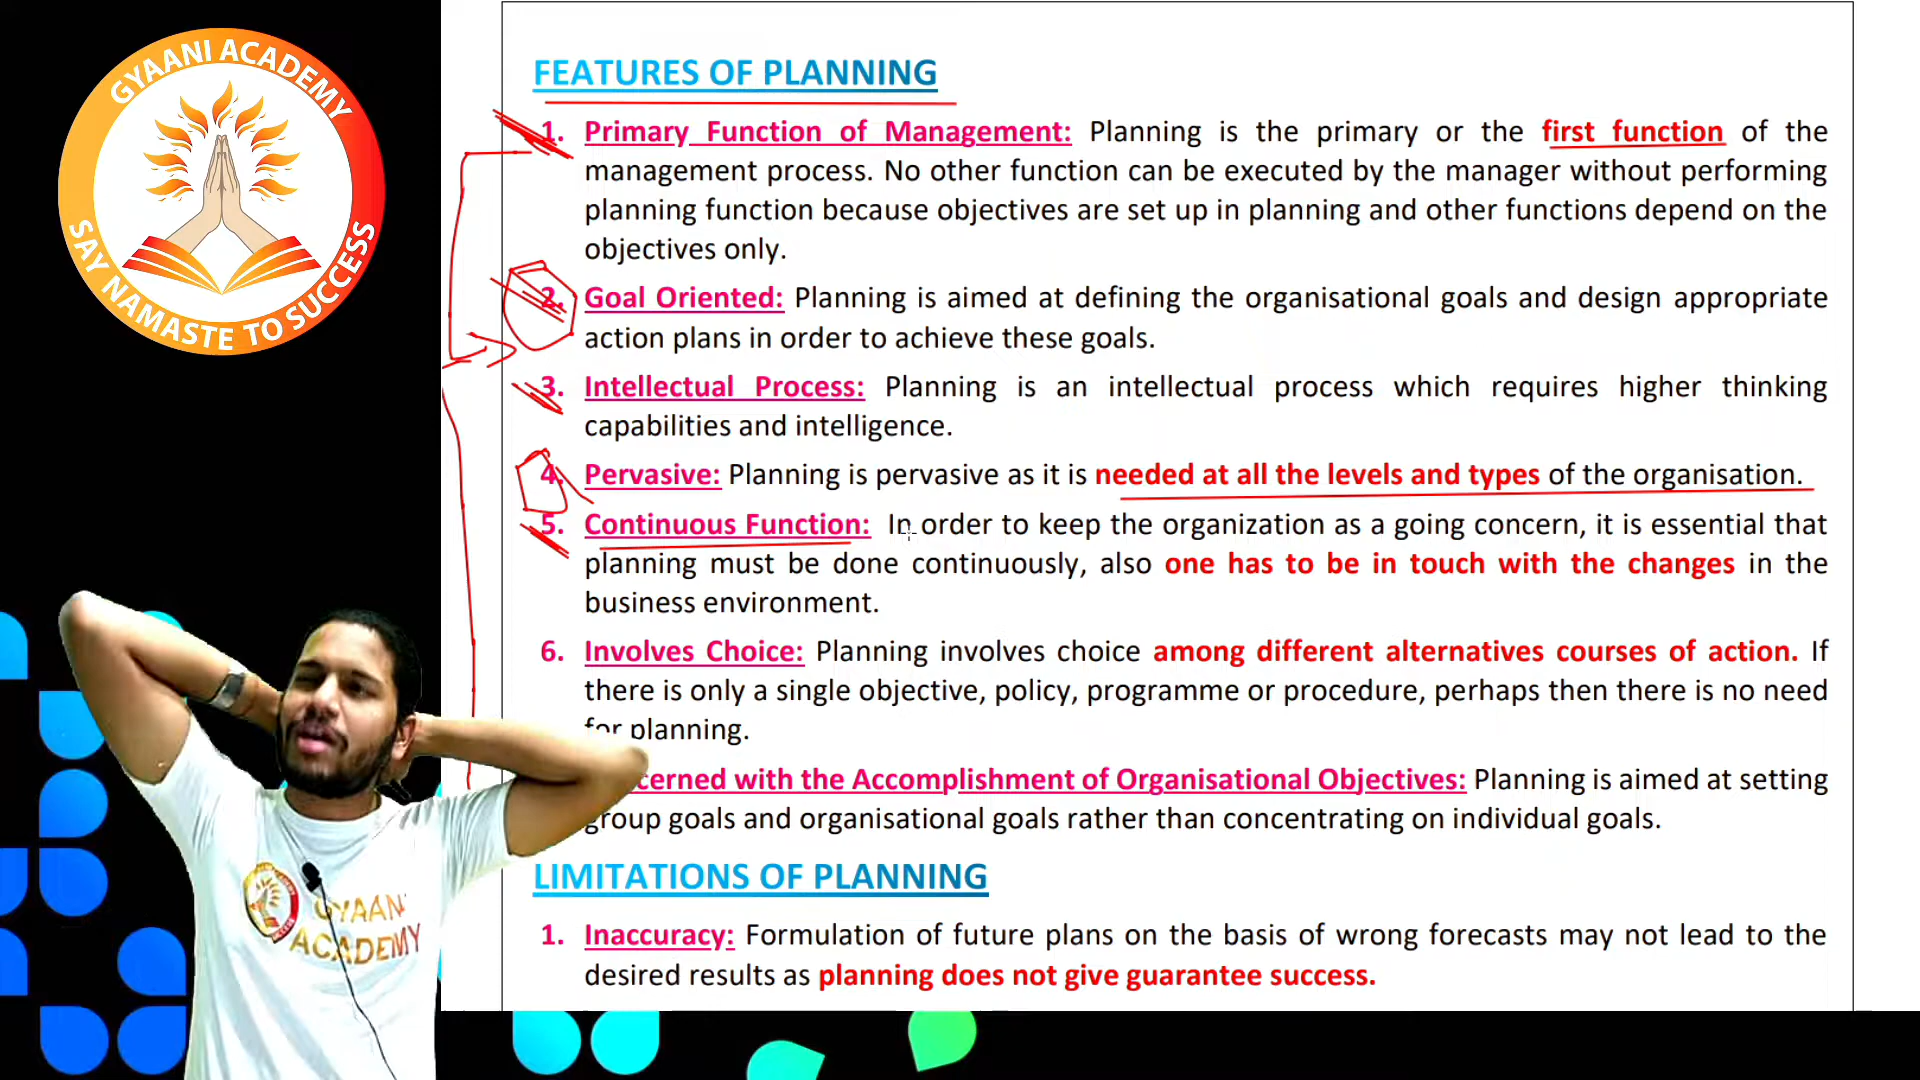 GYAANI ACADEMY
SAY NAMASTE TO SUCCESS
FEATURES OF PLANNING
1. Primary Function of Management: Planning is the primary or the first function of the
management process. No other function can be executed by the manager without performing
planning function because objectives are set up in planning and other functions depend on the
objectives only.
2. Goal Oriented: Planning is aimed at defining the organisational goals and design appropriate
action plans in order to achieve these goals.
3. Intellectual Process: Planning is an intellectual process which requires higher thinking
capabilities and intelligence.
4. Pervasive: Planning is pervasive as it is needed at all the levels and types of the organisation.
5. Continuous Function: In order to keep the organization as a going concern, it is essential that
planning must be done continuously, also one has to be in touch with the changes in the
business environment.
6. Involves Choice: Planning involves choice among different alternatives courses of action. If
there is only a single objective, policy, programme or procedure, perhaps then there is no need
for planning.
cerned with the Accomplishment of Organisational Objectives: Planning is aimed at setting
group goals and organisational goals rather than concentrating on individual goals.
LIMITATIONS OF PLANNING
1. Inaccuracy: Formulation of future plans on the basis of wrong forecasts may not lead to the
desired results as planning does not give guarantee success.
GYAANI
ACADEMY